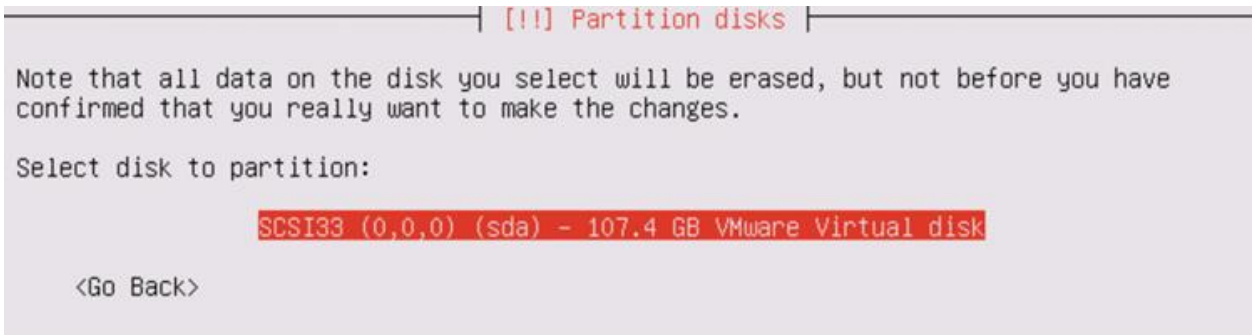 [!!] Partition disks
Note that all data on the disk you select will be erased, but not before you have
confirmed that you really want to make the changes.
Select disk to partition:
SCSI33 (0,0,0) (sda) - 107.4 GB VMware Virtual disk
<Go Back>